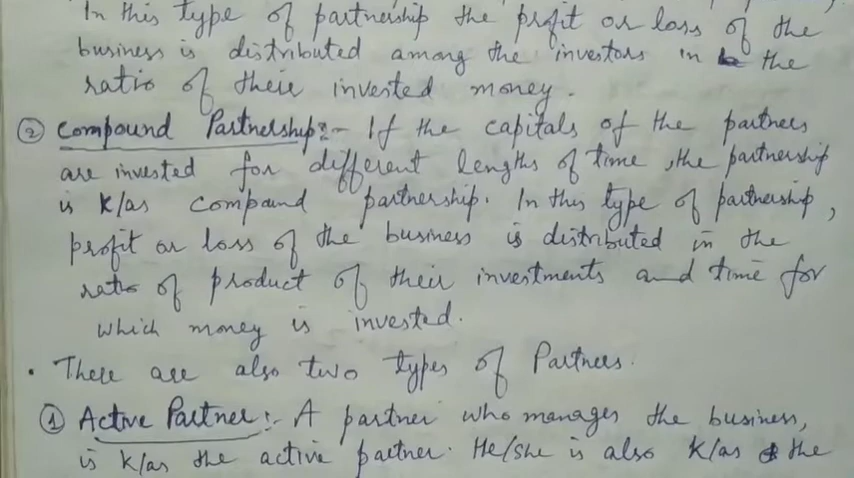 In this type of partnership the profit or loss of the
business is distributed among the investors in the
ratio of their invested money.
② Compound Partnership:- If the capitals of the partners
are invested for different lengths of time, the partnership
is k/as compound partnership. In this type of partnership,
profit or loss of the business is distributed in the
ratio of product of their investments and time for
which money is invested.
• There are also two types of Partners.
① Active Partner:- A partner who manages the business,
is k/as the active partner. He/she is also k/as the